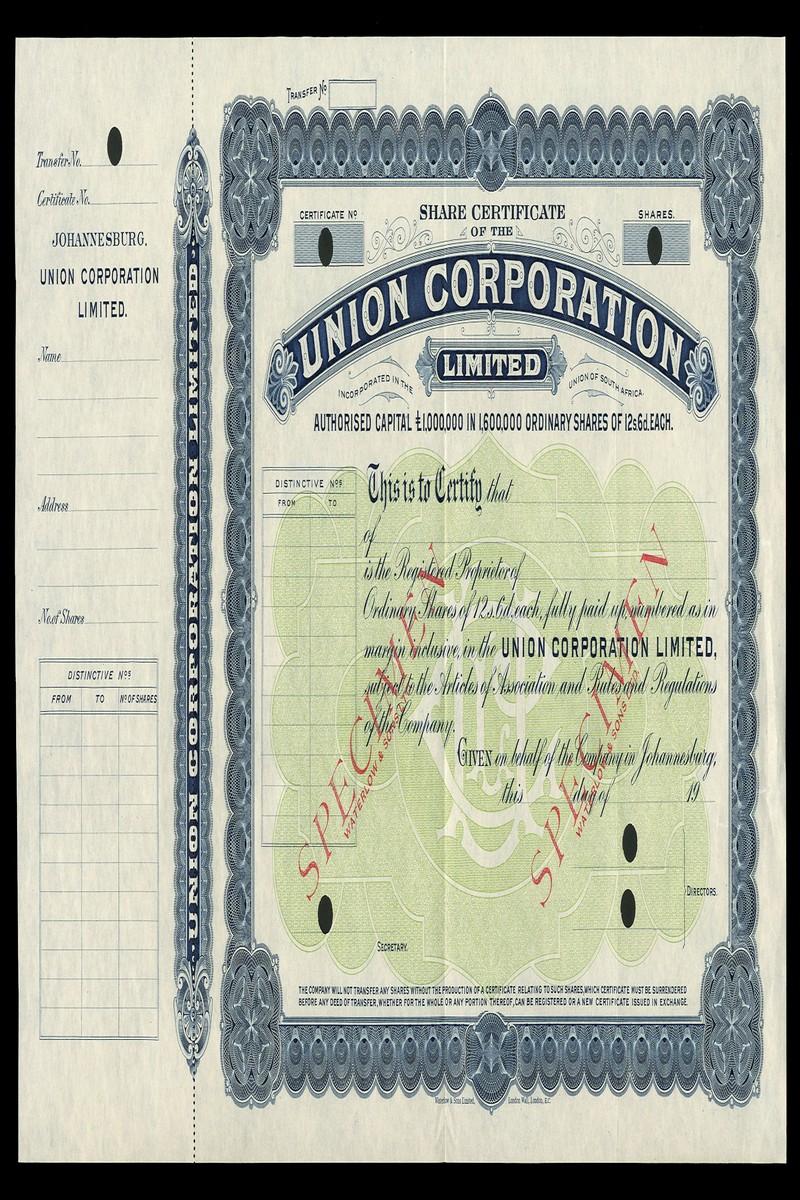 Transfer No.
Certificate No.
JOHANNESBURG.
UNION CORPORATION
LIMITED.
Name
Address
No. of Shares
DISTINCTIVE Nos
FROM TO No OF SHARES
UNION CORPORATION LIMITED.
TRANSFER No
CERTIFICATE No
SHARE CERTIFICATE
OF THE
SHARES.
UNION CORPORATION
LIMITED
INCORPORATED IN THE UNION OF SOUTH AFRICA.
AUTHORISED CAPITAL £1,000,000 IN 1,600,000 ORDINARY SHARES OF 12s.6d. EACH.
DISTINCTIVE Nos
FROM TO
This is to Certify that
of
is the Registered Proprietor of
Ordinary Shares of 12s.6d. each, fully paid up, numbered as in
margin inclusive, in the UNION CORPORATION LIMITED,
subject to the Articles of Association and Rules and Regulations
of the Company.
GIVEN on behalf of the Company in Johannesburg,
this day of 19
SPECIMEN
WATERLOW & SONS LTD
SPECIMEN
WATERLOW & SONS LTD
DIRECTORS.
SECRETARY.
THE COMPANY WILL NOT TRANSFER ANY SHARES WITHOUT THE PRODUCTION OF A CERTIFICATE RELATING TO SUCH SHARES, WHICH CERTIFICATE MUST BE SURRENDERED
BEFORE ANY DEED OF TRANSFER, WHETHER FOR THE WHOLE OR ANY PORTION THEREOF, CAN BE REGISTERED OR A NEW CERTIFICATE ISSUED IN EXCHANGE.
Waterlow & Sons Limited, London Wall, London, E.C.